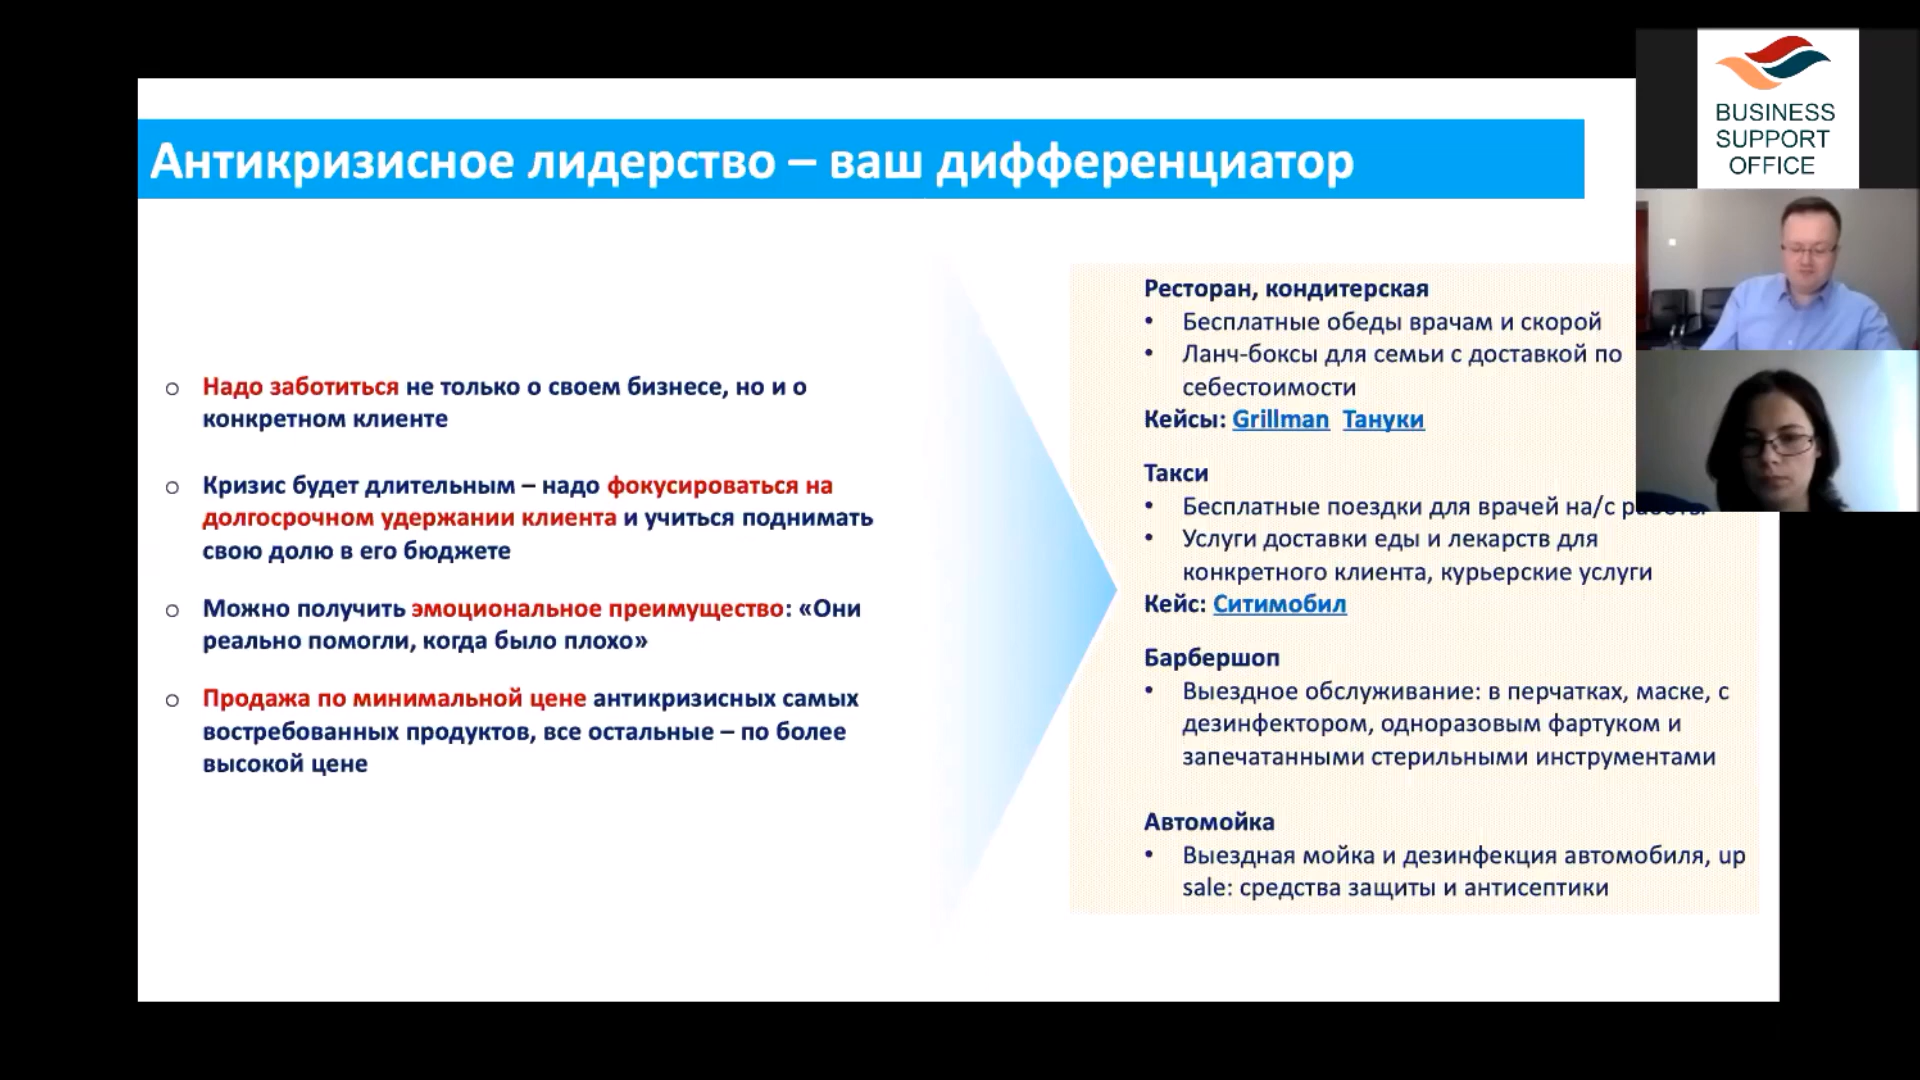 Антикризисное лидерство – ваш дифференциатор
Надо заботиться не только о своем бизнесе, но и о
конкретном клиенте
Кризис будет длительным – надо фокусироваться на
долгосрочном удержании клиента и учиться поднимать
свою долю в его бюджете
Можно получить эмоциональное преимущество: «Они
реально помогли, когда было плохо»
Продажа по минимальной цене антикризисных самых
востребованных продуктов, все остальные – по более
высокой цене
Ресторан, кондитерская
• Бесплатные обеды врачам и скорой
• Ланч-боксы для семьи с доставкой по
себестоимости
Кейсы: Grillman Тануки
Такси
• Бесплатные поездки для врачей на/с
• Услуги доставки еды и лекарств для
конкретного клиента, курьерские услуги
Кейс: Ситимобил
Барбершоп
• Выездное обслуживание: в перчатках, маске, с
дезинфектором, одноразовым фартуком и
запечатанными стерильными инструментами
Автомойка
• Выездная мойка и дезинфекция автомобиля, up
sale: средства защиты и антисептики
BUSINESS
SUPPORT
OFFICE